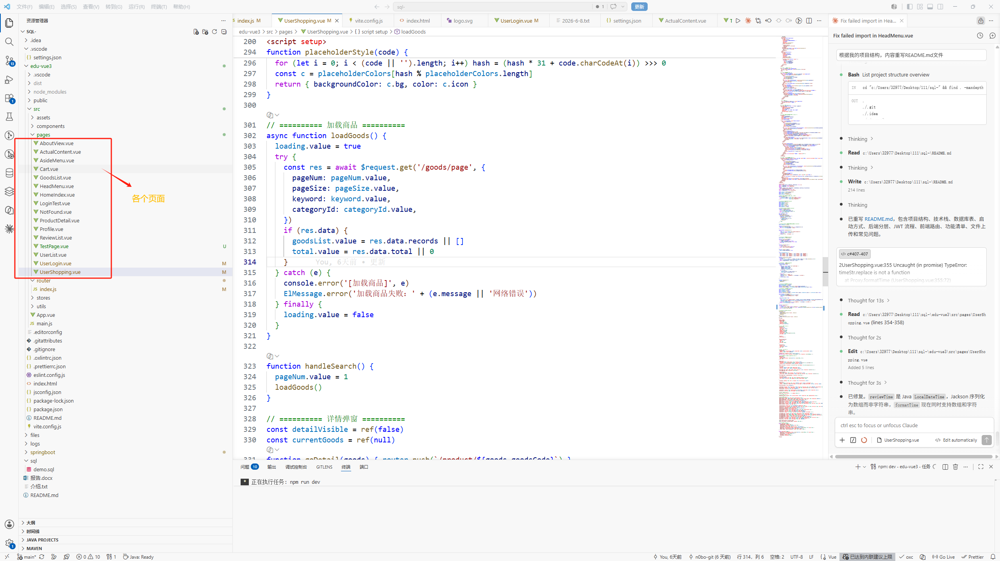 文件(F) 编辑(E) 选择(S) 查看(V) 转到(G) 运行(R) 终端(T) 帮助(H)
sql-
1
更新
资源管理器
SQL-
.idea
.vscode
settings.json
edu-vue3
.vscode
dist
node_modules
public
src
assets
components
pages
AboutView.vue
ActualContent.vue
AsideMenu.vue
Cart.vue
GoodsList.vue
HeadMenu.vue
HomeIndex.vue
LoginTest.vue
NotFound.vue
ProductDetail.vue
Profile.vue
ReviewList.vue
TestPage.vue U
UserList.vue
UserLogin.vue M
UserShopping.vue M
router
index.js M
stores
utils
App.vue
main.js
.editorconfig
.gitattributes
.gitignore
.oxlintrc.json
.prettierrc.json
eslint.config.js
index.html
jsconfig.json
package-lock.json
package.json
README.md
vite.config.js
files
logs
springboot
sql
demo.sql
报告.docx
介绍.txt
README.md
大纲
时间线
JAVA PROJECTS
MAVEN
各个页面
13
1
1
index.js M
UserShopping.vue M
vite.config.js
index.html
logo.svg
UserLogin.vue M
2026-6-8.txt
settings.json
ActualContent.vue
edu-vue3 > src > pages > UserShopping.vue > {} script setup > loadGoods
200 <script setup>
294 function placeholderStyle(code) {
296 for (let i = 0; i < (code || '').length; i++) hash = (hash * 31 + code.charCodeAt(i)) >>> 0
297 const c = placeholderColors[hash % placeholderColors.length]
298 return { backgroundColor: c.bg, color: c.icon }
299 }
300
301 // ========== 加载商品 ==========
302 async function loadGoods() {
303 loading.value = true
304 try {
305 const res = await $request.get('/goods/page', {
306 pageNum: pageNum.value,
307 pageSize: pageSize.value,
308 keyword: keyword.value,
309 categoryId: categoryId.value,
310 })
311 if (res.data) {
312 goodsList.value = res.data.records || []
313 total.value = res.data.total || 0
314 } You, 6天前 • 更新
315 } catch (e) {
316 console.error('[加载商品]', e)
317 ElMessage.error('加载商品失败: ' + (e.message || '网络错误'))
318 } finally {
319 loading.value = false
320 }
321 }
322
323 function handleSearch() {
324 pageNum.value = 1
325 loadGoods()
326 }
327
328 // ========== 详情弹窗 ==========
329 const detailVisible = ref(false)
330 const currentGoods = ref(null)
331 function goDetail(goods) { router.push(`/product/${goods.goodsCode}`) }
问题 10 输出 调试控制台 GITLENS 终端 端口
npm: dev - edu-vue3 - 任务
* 正在执行任务: npm run dev
Fix failed import in Hea...
Fix failed import in HeadMenu.vue
根据我的项目结构，内容重写README.md文件
Bash List project structure overview
IN cd "c:/Users/32977/Desktop/111/sql-" && find . -maxdepth
OUT .
./.git
./.idea
Thinking
Read c:\Users\32977\Desktop\111\sql-\README.md
Thinking
Write c:\Users\32977\Desktop\111\sql-\README.md
214 lines
Thinking
已重写 README.md，包含项目结构、技术栈、数据库表、启
动方式、后端分层、JWT 流程、前端路由、功能清单、文件上
传和常见问题。
c#407-407
2UserShopping.vue:355 Uncaught (in promise) TypeError:
timeStr.replace is not a function
at Proxy.formatTime (UserShopping.vue:355:72)
Thought for 13s
Read c:\Users\32977\Desktop\111\sql-\edu-vue3\src\pages\UserSh
opping.vue (lines 354-358)
Thought for 2s
Edit c:\Users\32977\Desktop\111\sql-\edu-vue3\src\pages\UserSho
pping.vue
Added 5 lines
Thought for 3s
已修复。reviewTime 是 Java LocalDateTime，Jackson 序列化
为数组而非字符串，formatTime 现在同时支持数组和字符
串。
ctrl esc to focus or unfocus Claude
UserShopping.vue
Edit automatically
main* 0 10 1 Java: Ready
You, 6天前 n0bo-git (6 天前) 行 314，列 6 空格: 2 UTF-8 LF Vue 已达到内联建议上限 oxc Go Live Prettier